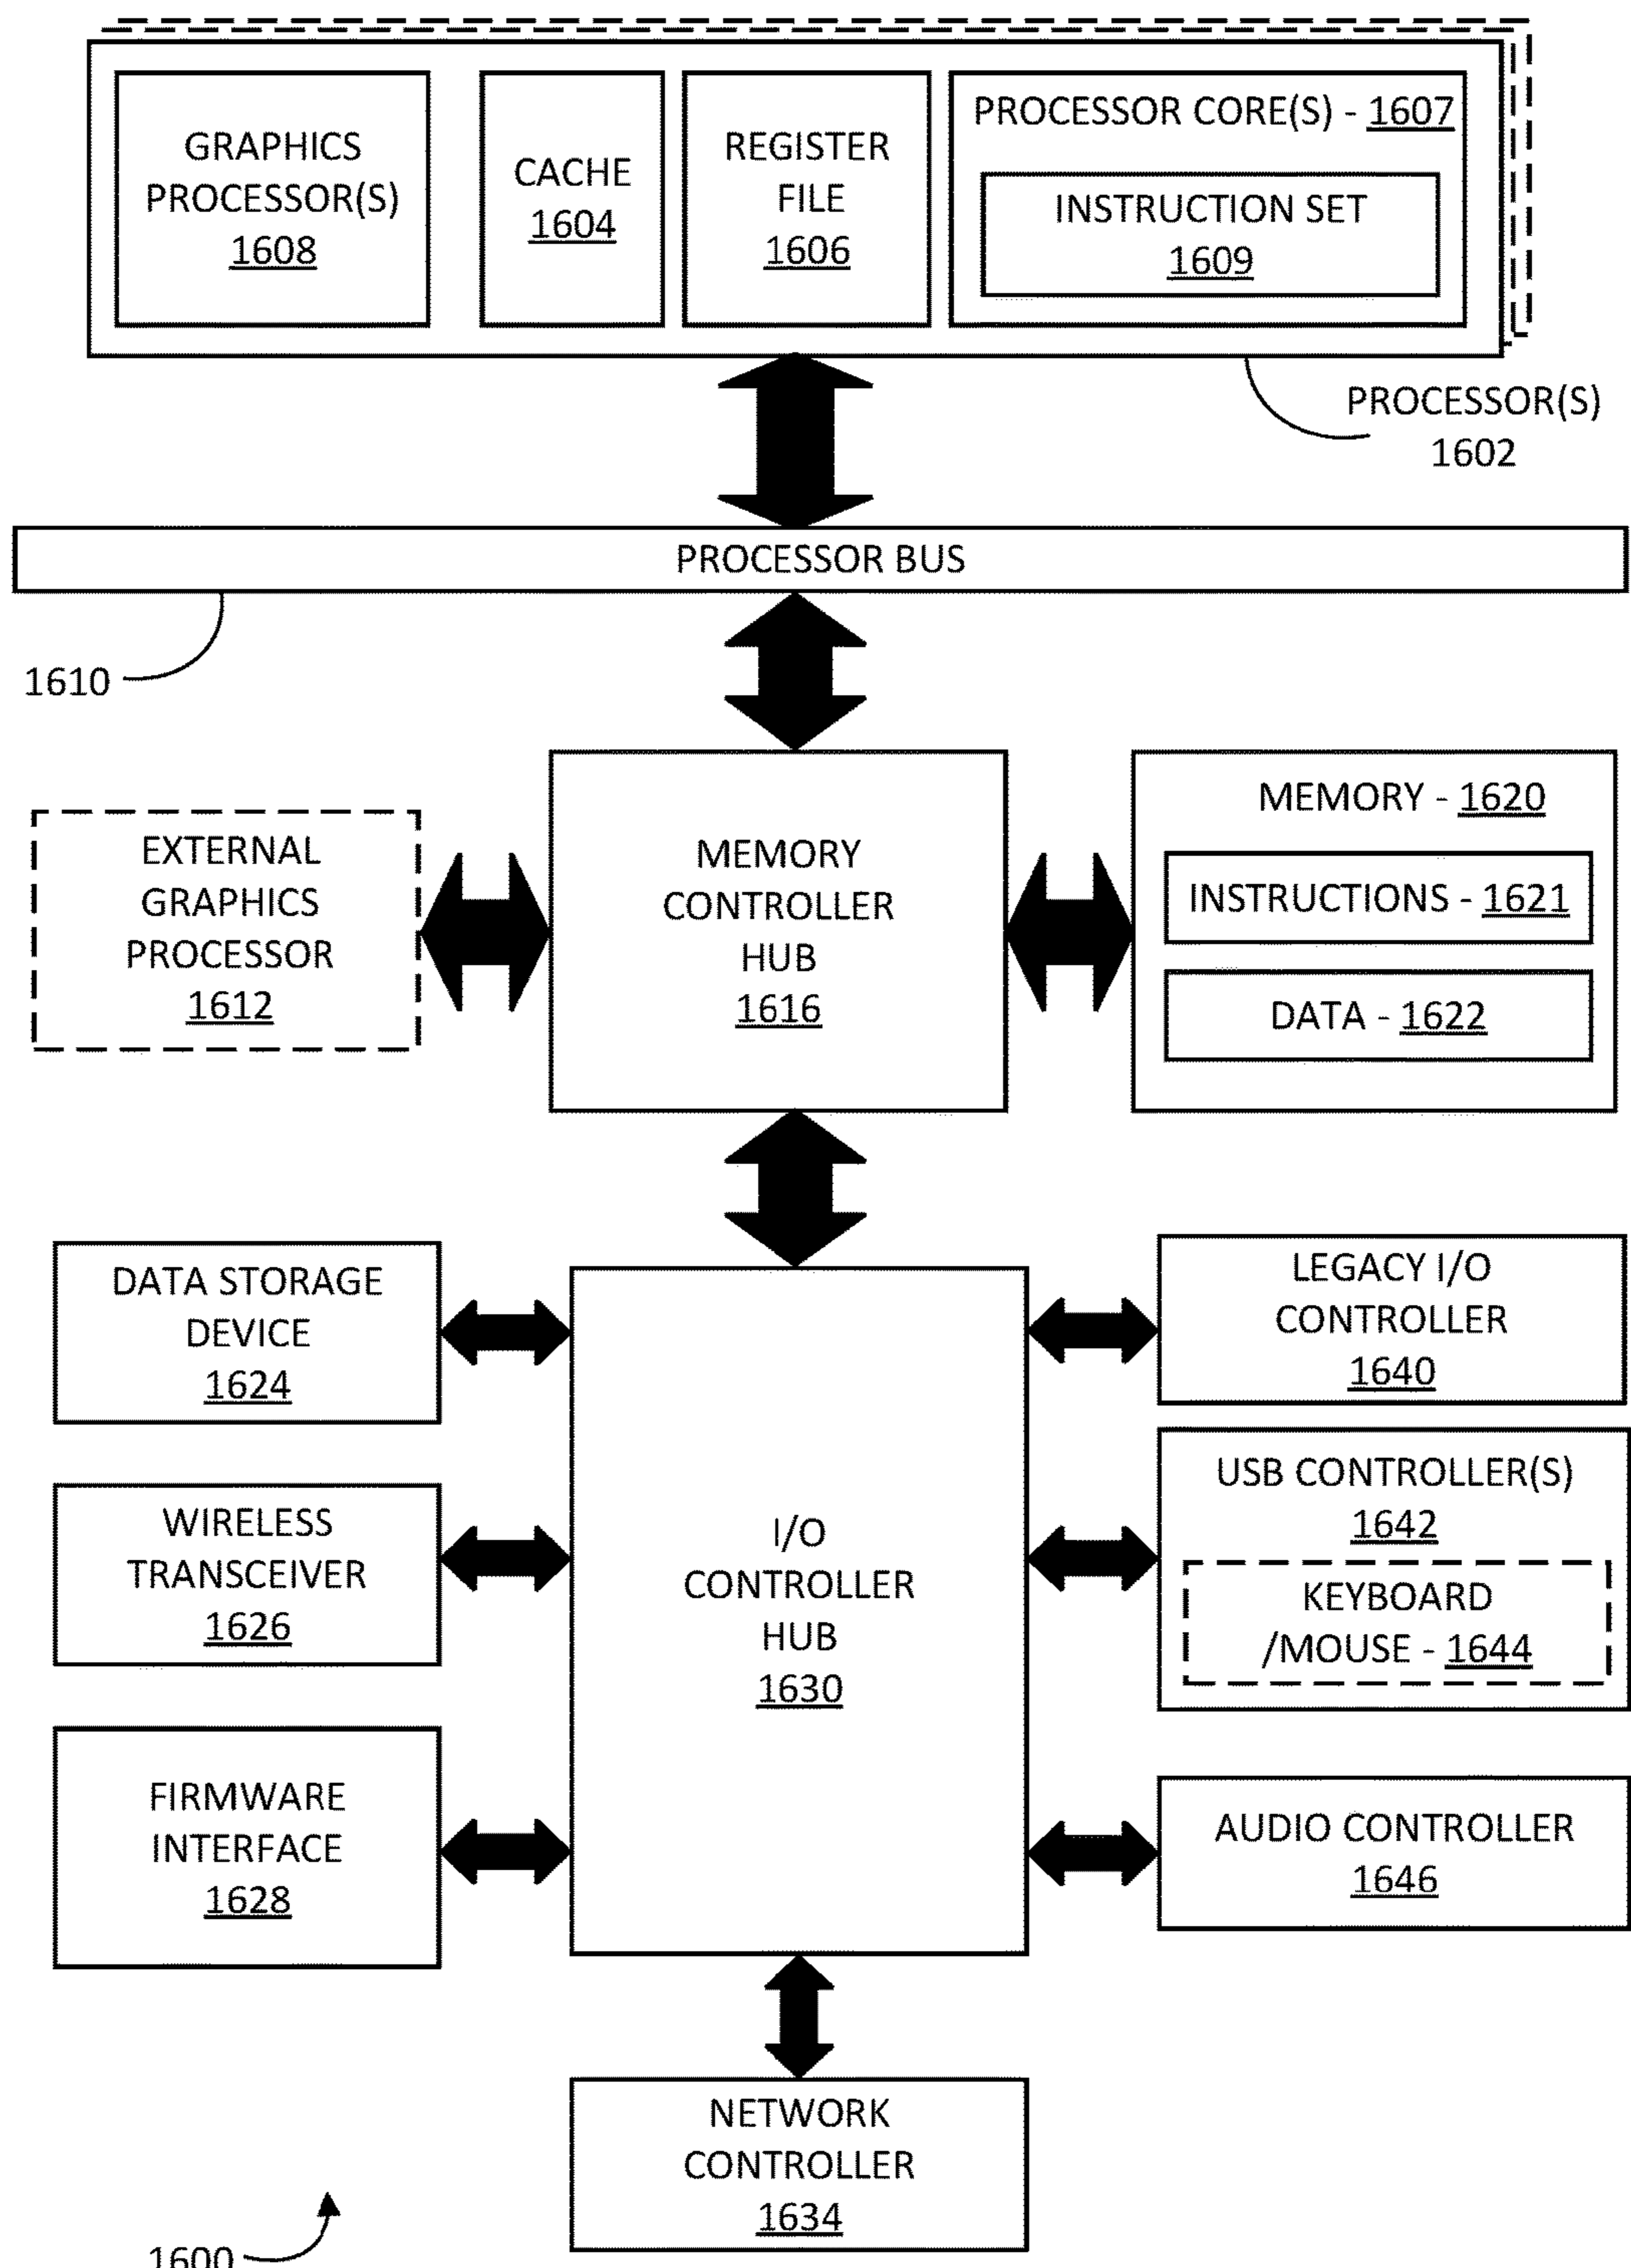 GRAPHICS
PROCESSOR(S)
1608
CACHE
1604
REGISTER
FILE
1606
PROCESSOR CORE(S) - 1607
INSTRUCTION SET
1609
PROCESSOR(S)
1602
PROCESSOR BUS
1610
EXTERNAL
GRAPHICS
PROCESSOR
1612
MEMORY
CONTROLLER
HUB
1616
MEMORY - 1620
INSTRUCTIONS - 1621
DATA - 1622
DATA STORAGE
DEVICE
1624
WIRELESS
TRANSCEIVER
1626
FIRMWARE
INTERFACE
1628
I/O
CONTROLLER
HUB
1630
LEGACY I/O
CONTROLLER
1640
USB CONTROLLER(S)
1642
KEYBOARD
/MOUSE - 1644
AUDIO CONTROLLER
1646
NETWORK
CONTROLLER
1634
1600